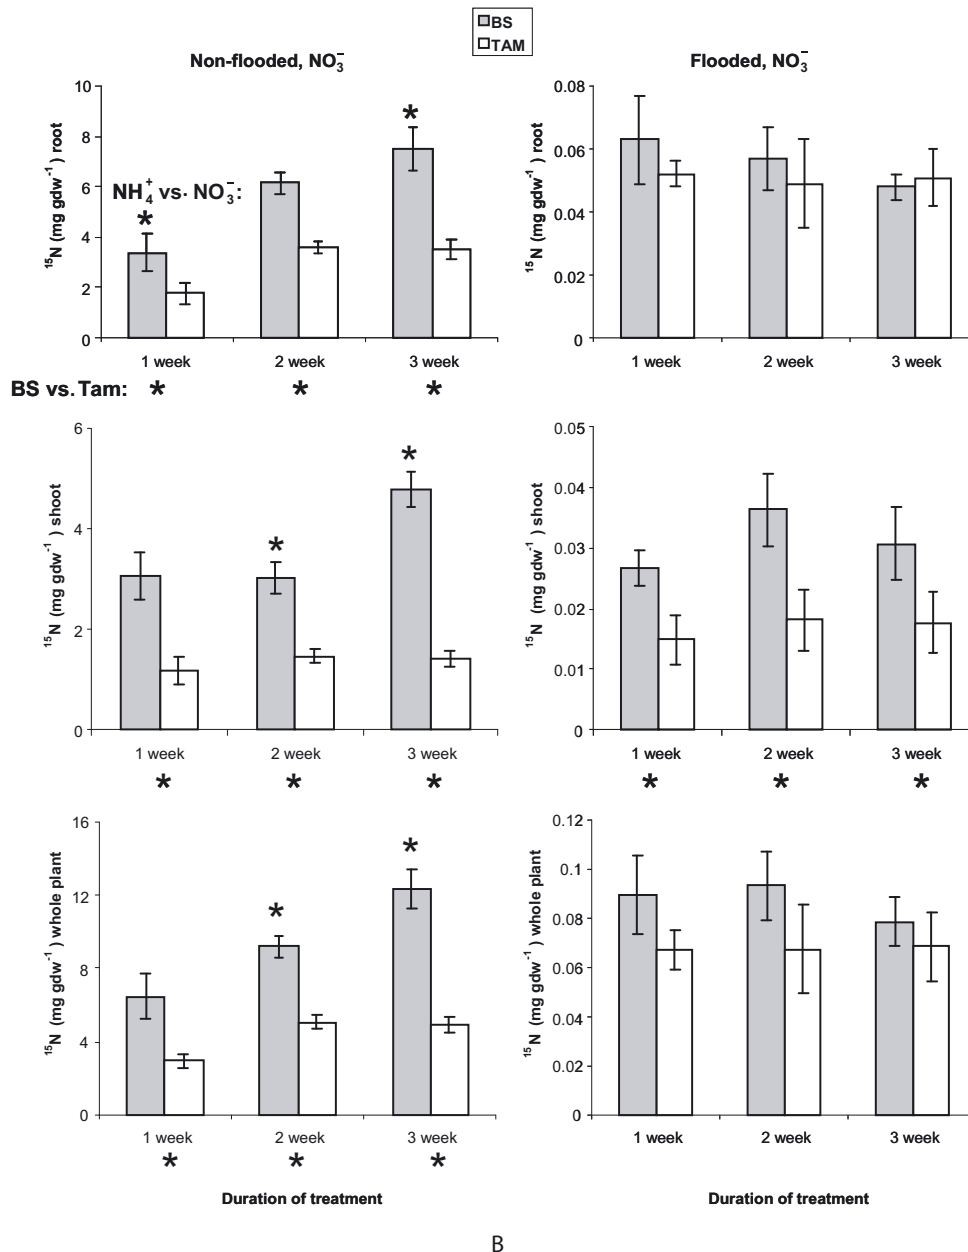 BS
TAM
Non-flooded, NO₃⁻
10
8
6
4
2
0
¹⁵N (mg gdw⁻¹) root
NH₄⁺ vs. NO₃⁻:
*
*
1 week
2 week
3 week
BS vs. Tam: * * *
Flooded, NO₃⁻
0.08
0.06
0.04
0.02
0
¹⁵N (mg gdw⁻¹) root
1 week
2 week
3 week
6
4
2
0
¹⁵N (mg gdw⁻¹) shoot
*
*
1 week
2 week
3 week
* * *
0.05
0.04
0.03
0.02
0.01
0
¹⁵N (mg gdw⁻¹) shoot
1 week
2 week
3 week
* * *
16
12
8
4
0
¹⁵N (mg gdw⁻¹) whole plant
*
*
1 week
2 week
3 week
* * *
Duration of treatment
0.12
0.1
0.08
0.06
0.04
0.02
0
¹⁵N (mg gdw⁻¹) whole plant
1 week
2 week
3 week
Duration of treatment
B